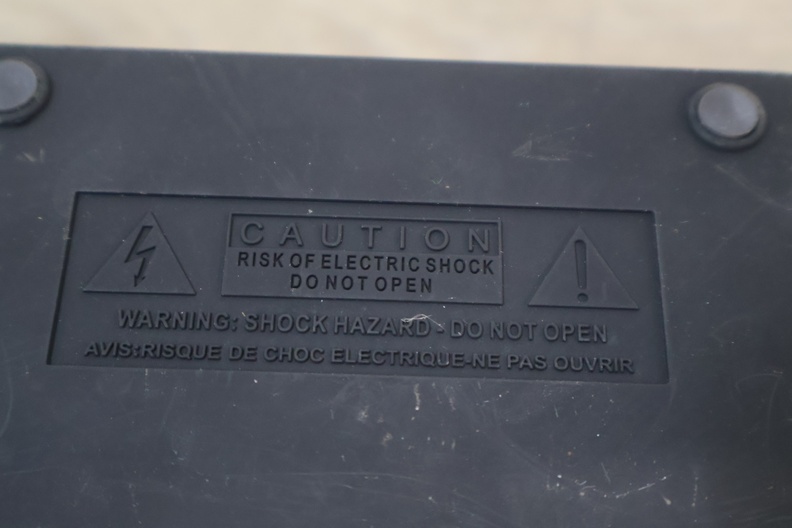 CAUTION
RISK OF ELECTRIC SHOCK
DO NOT OPEN
WARNING: SHOCK HAZARD - DO NOT OPEN
AVIS:RISQUE DE CHOC ELECTRIQUE-NE PAS OUVRIR